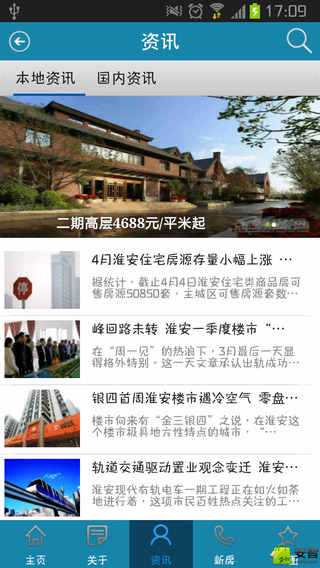 17:09
资讯
本地资讯 国内资讯
二期高层4688元/平米起
4月淮安住宅房源存量小幅上涨 …
据统计，截止4月4日淮安住宅类商品房可
售房源50850套，主城区可售房源套数…
停
峰回路未转 淮安一季度楼市“…
在“周一见”的热浪下，3月最后一天显
得格外特别。这一天文章承认出轨成功…
银四首周淮安楼市遇冷空气 零盘…
楼市向来有“金三银四”之说，在淮安这
个楼市极具地方性特点的城市，“…
轨道交通驱动置业观念变迁 淮安…
淮安现代有轨电车一期工程正在如火如荼
地进行着，这项市民百姓热点关注的工…
主页 关于 资讯 新房
安智